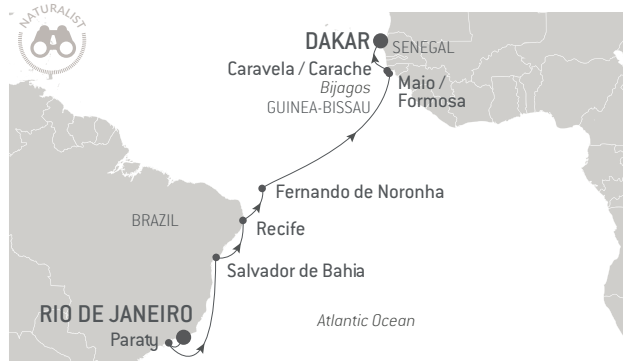 NATURALIST
DAKAR
SENEGAL
Caravela / Carache
Bijagos
GUINEA-BISSAU
Maio /
Formosa
Fernando de Noronha
BRAZIL
Recife
Salvador de Bahia
RIO DE JANEIRO
Paraty
Atlantic Ocean